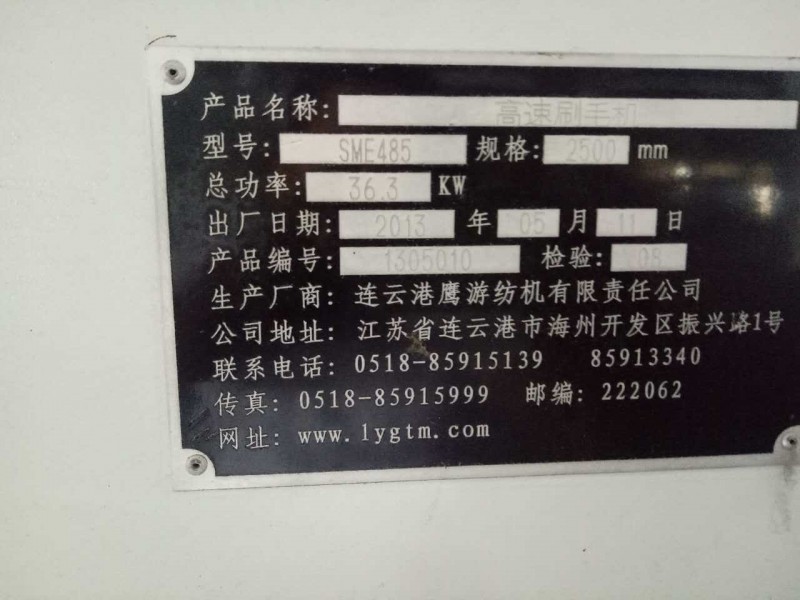 产品名称: 高速刷手机
型号: SME485 规格: 2500 mm
总功率: 36.3 KW
出厂日期: 2013 年 05 月 11 日
产品编号: 1305010 检验: 08
生产厂商: 连云港鹰游纺机有限责任公司
公司地址: 江苏省连云港市海州开发区振兴路1号
联系电话: 0518-85915139 85913340
传真: 0518-85915999 邮编: 222062
网址: www.lygtm.com